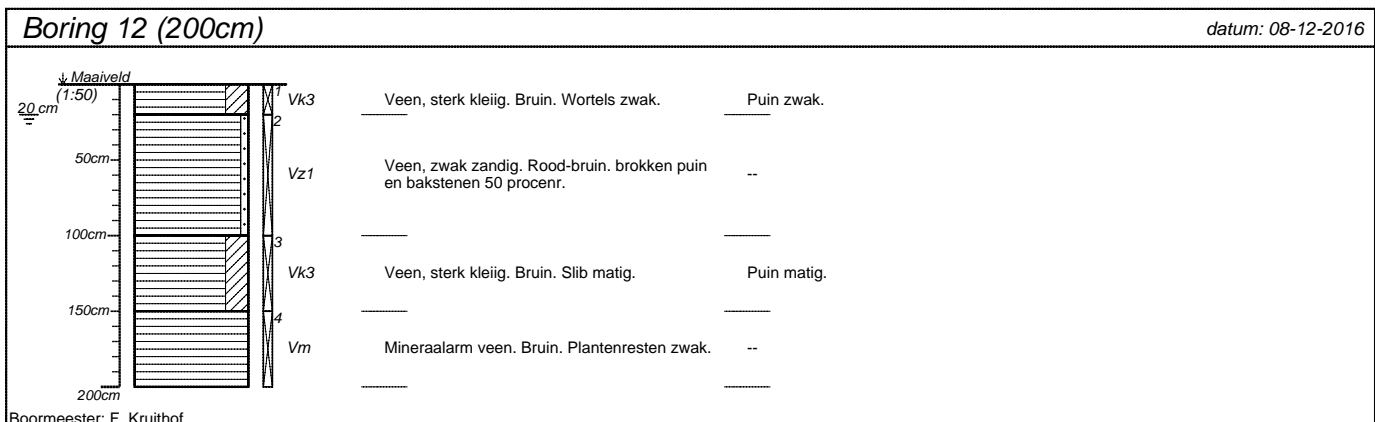 Boring 12 (200cm)
datum: 08-12-2016
Maaiveld
(1:50)
20 cm
50cm
100cm
150cm
200cm
1
Vk3
Veen, sterk kleiig. Bruin. Wortels zwak.
Puin zwak.
2
Vz1
Veen, zwak zandig. Rood-bruin. brokken puin
en bakstenen 50 procenr.
--
3
Vk3
Veen, sterk kleiig. Bruin. Slib matig.
Puin matig.
4
Vm
Mineraalarm veen. Bruin. Plantenresten zwak.
--
Boormeester: F. Kruithof